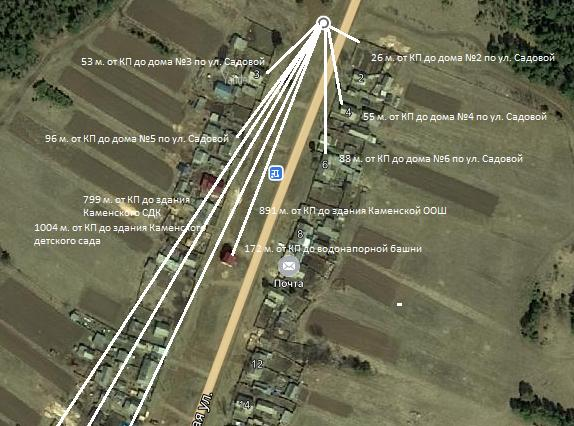 26 м. от КП до дома №2 по ул. Садовой
53 м. от КП до дома №3 по ул. Садовой
3
2
4
55 м. от КП до дома №4 по ул. Садовой
96 м. от КП до дома №5 по ул. Садовой
88 м. от КП до дома №6 по ул. Садовой
6
799 м. от КП до здания
Каменского СДК
891 м. от КП до здания Каменской ООШ
1004 м. от КП до здания Каменского
детского сада
8
172 м. от КП до водонапорной башни
Почта
12
14
ая ул.